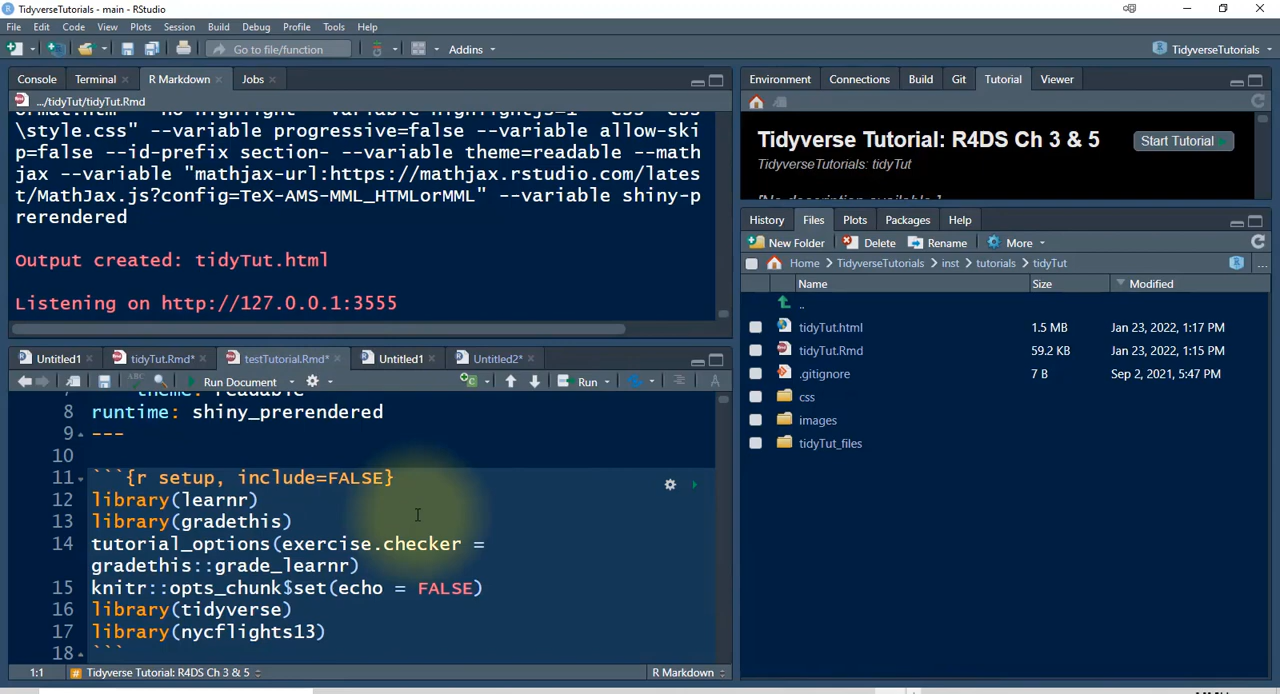 TidyverseTutorials - main - RStudio
File Edit Code View Plots Session Build Debug Profile Tools Help
Go to file/function Addins TidyverseTutorials
Console Terminal R Markdown Jobs
.../tidyTut/tidyTut.Rmd
\style.css" --variable progressive=false --variable allow-ski
p=false --id-prefix section- --variable theme=readable --math
jax --variable "mathjax-url:https://mathjax.rstudio.com/lates
t/MathJax.js?config=TeX-AMS-MML_HTMLorMML" --variable shiny-p
rerendered
Output created: tidyTut.html
Listening on http://127.0.0.1:3555
Untitled1 tidyTut.Rmd* testTutorial.Rmd* Untitled1 Untitled2*
ABC Run Document Run
7 theme: readable
8 runtime: shiny_prerendered
9 ---
10
11 ```{r setup, include=FALSE}
12 library(learnr)
13 library(gradethis)
14 tutorial_options(exercise.checker =
gradethis::grade_learnr)
15 knitr::opts_chunk$set(echo = FALSE)
16 library(tidyverse)
17 library(nycflights13)
18 ```
1:1 # Tidyverse Tutorial: R4DS Ch 3 & 5 R Markdown
Environment Connections Build Git Tutorial Viewer
Tidyverse Tutorial: R4DS Ch 3 & 5 Start Tutorial
TidyverseTutorials: tidyTut
[No description available.]
History Files Plots Packages Help
New Folder Delete Rename More
Home TidyverseTutorials inst tutorials tidyTut ...
Name Size Modified
..
tidyTut.html 1.5 MB Jan 23, 2022, 1:17 PM
tidyTut.Rmd 59.2 KB Jan 23, 2022, 1:15 PM
.gitignore 7 B Sep 2, 2021, 5:47 PM
css
images
tidyTut_files